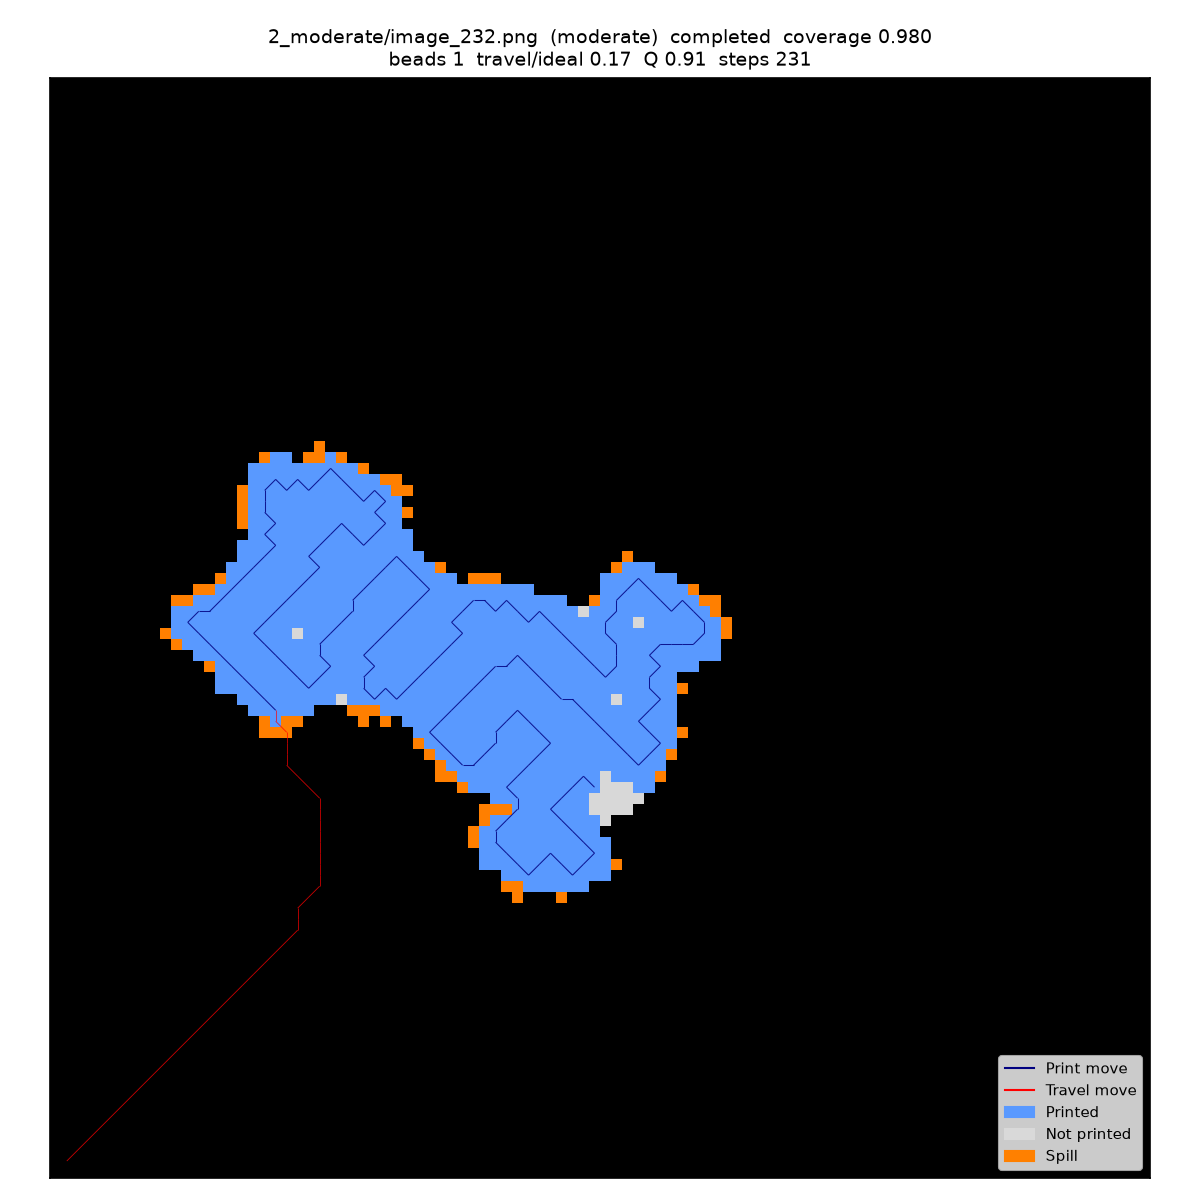 2_moderate/image_232.png  (moderate)  completed  coverage 0.980
beads 1  travel/ideal 0.17  Q 0.91  steps 231
Print move
Travel move
Printed
Not printed
Spill